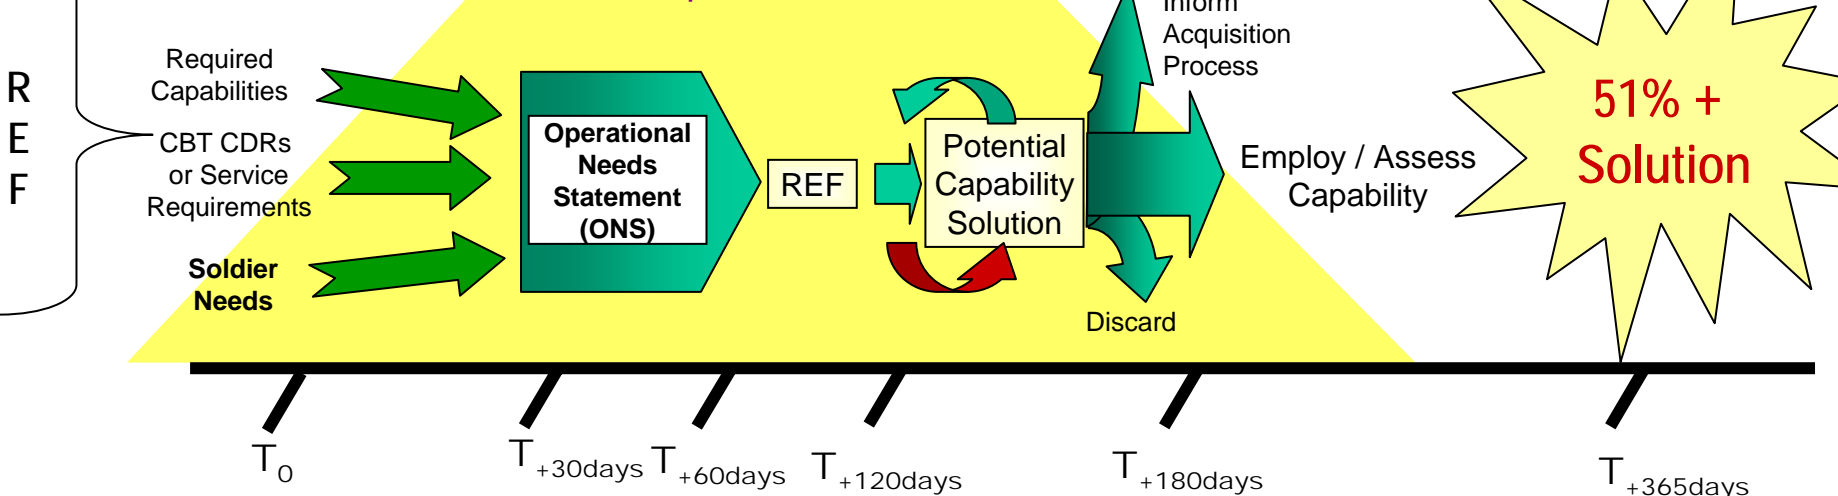 R
E
F
Required
Capabilities
CBT CDRs
or Service
Requirements
Soldier
Needs
Operational
Needs
Statement
(ONS)
REF
Potential
Capability
Solution
Inform
Acquisition
Process
Employ / Assess
Capability
Discard
51% +
Solution
T0
T+30days
T+60days
T+120days
T+180days
T+365days